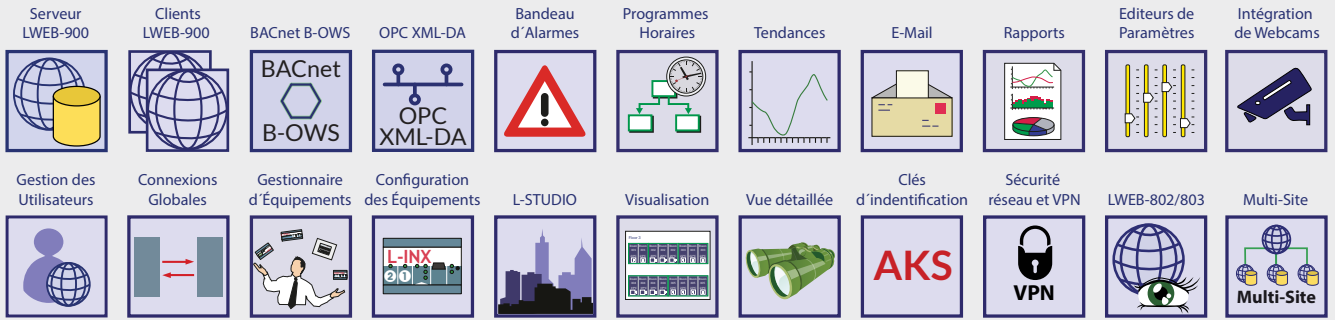 Serveur
LWEB-900
Clients
LWEB-900
BACnet B-OWS
OPC XML-DA
Bandeau
d´Alarmes
Programmes
Horaires
Tendances
E-Mail
Rapports
Editeurs de
Paramètres
Intégration
de Webcams
BACnet
B-OWS
OPC
XML-DA
Gestion des
Utilisateurs
Connexions
Globales
Gestionnaire
d´Équipements
Configuration
des Équipements
L-STUDIO
Visualisation
Vue détaillée
Clés
d´indentification
Sécurité
réseau et VPN
LWEB-802/803
Multi-Site
L-INX
201
AKS
VPN
Multi-Site